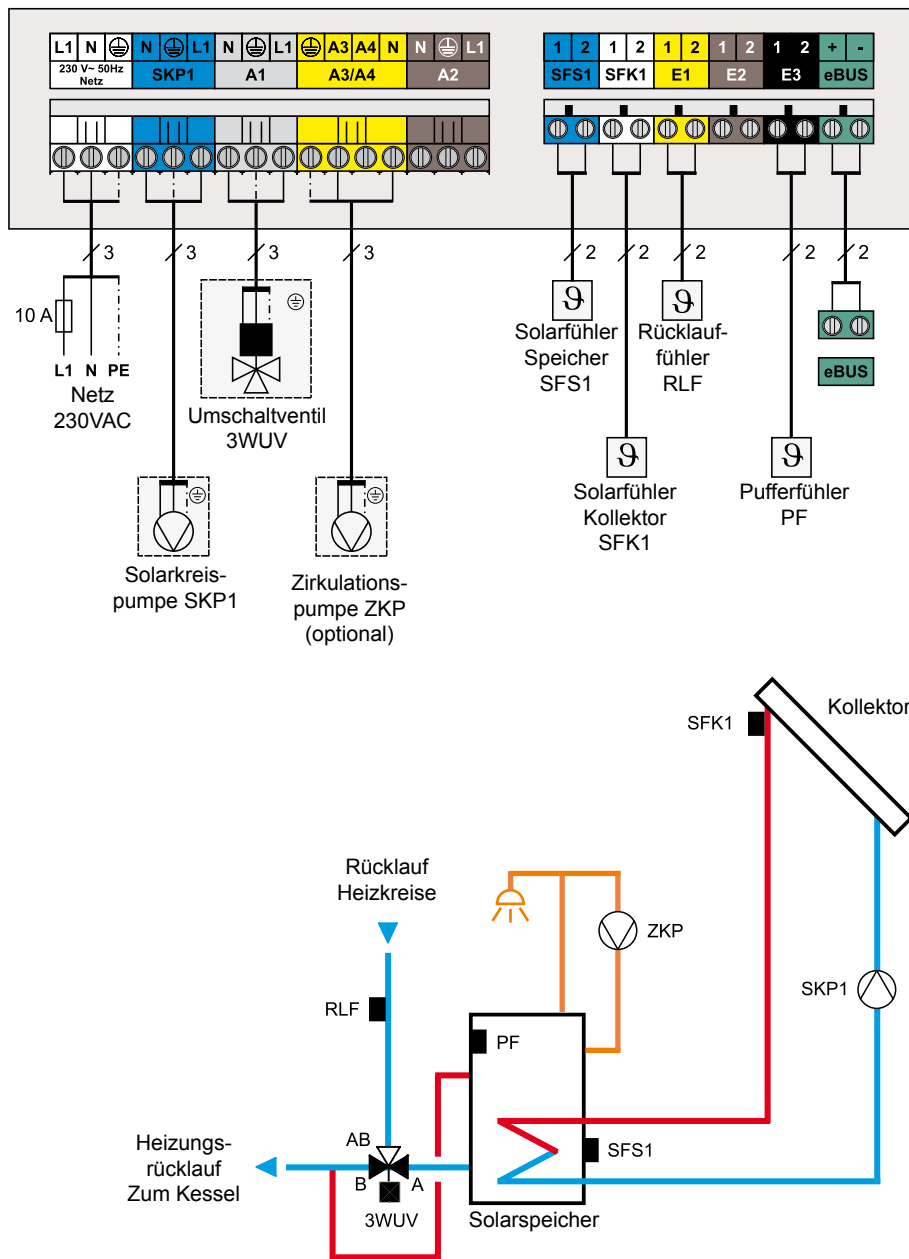 L1 N N L1 N L1 A3 A4 N N L1 1 2 1 2 1 2 1 2 1 2 + -
230 V~ 50Hz
Netz
SKP1 A1 A3/A4 A2 SFS1 SFK1 E1 E2 E3 eBUS
3 3 3 2 2 2 2 2
10 A
L1 N PE
Netz
230VAC
Umschaltventil
3WUV
Solarfühler
Speicher
SFS1
Rücklauf-
fühler
RLF
eBUS
Solarkreis-
pumpe SKP1
Zirkulations-
pumpe ZKP
(optional)
Solarfühler
Kollektor
SFK1
Pufferfühler
PF
SFK1
Kollektor
Rücklauf
Heizkreise
ZKP
SKP1
RLF
PF
AB
Heizungs-
rücklauf
Zum Kessel
B A
SFS1
3WUV
Solarspeicher